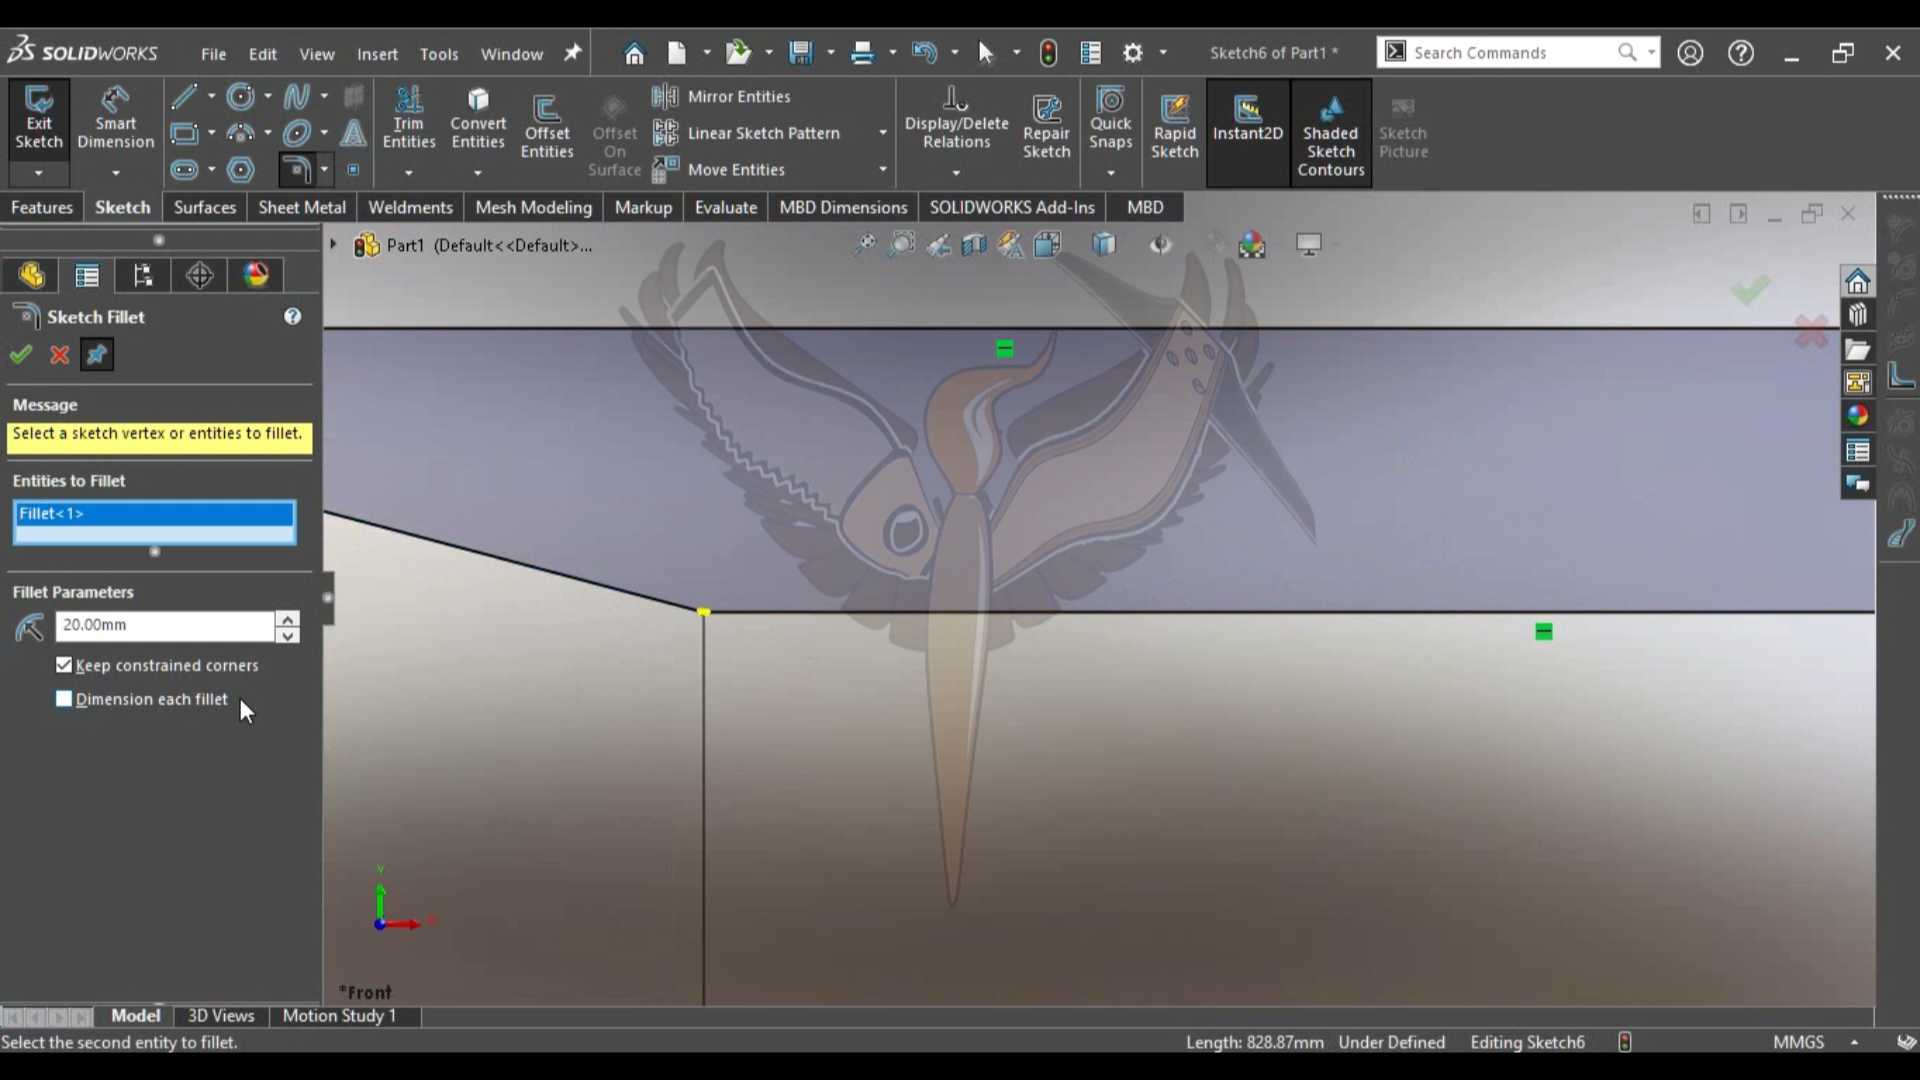 SOLIDWORKS File Edit View Insert Tools Window Sketch6 of Part1 * Search Commands
Exit Sketch
Smart Dimension
Trim Entities
Convert Entities
Offset Entities
Offset On Surface
Mirror Entities
Linear Sketch Pattern
Move Entities
Display/Delete Relations
Repair Sketch
Quick Snaps
Rapid Sketch
Instant2D
Shaded Sketch Contours
Sketch Picture
Features Sketch Surfaces Sheet Metal Weldments Mesh Modeling Markup Evaluate MBD Dimensions SOLIDWORKS Add-Ins MBD
Part1 (Default<<Default>...
Sketch Fillet
Message
Select a sketch vertex or entities to fillet.
Entities to Fillet
Fillet<1>
Fillet Parameters
20.00mm
Keep constrained corners
Dimension each fillet
Y
X
*Front
Model 3D Views Motion Study 1
Select the second entity to fillet. Length: 828.87mm Under Defined Editing Sketch6 MMGS